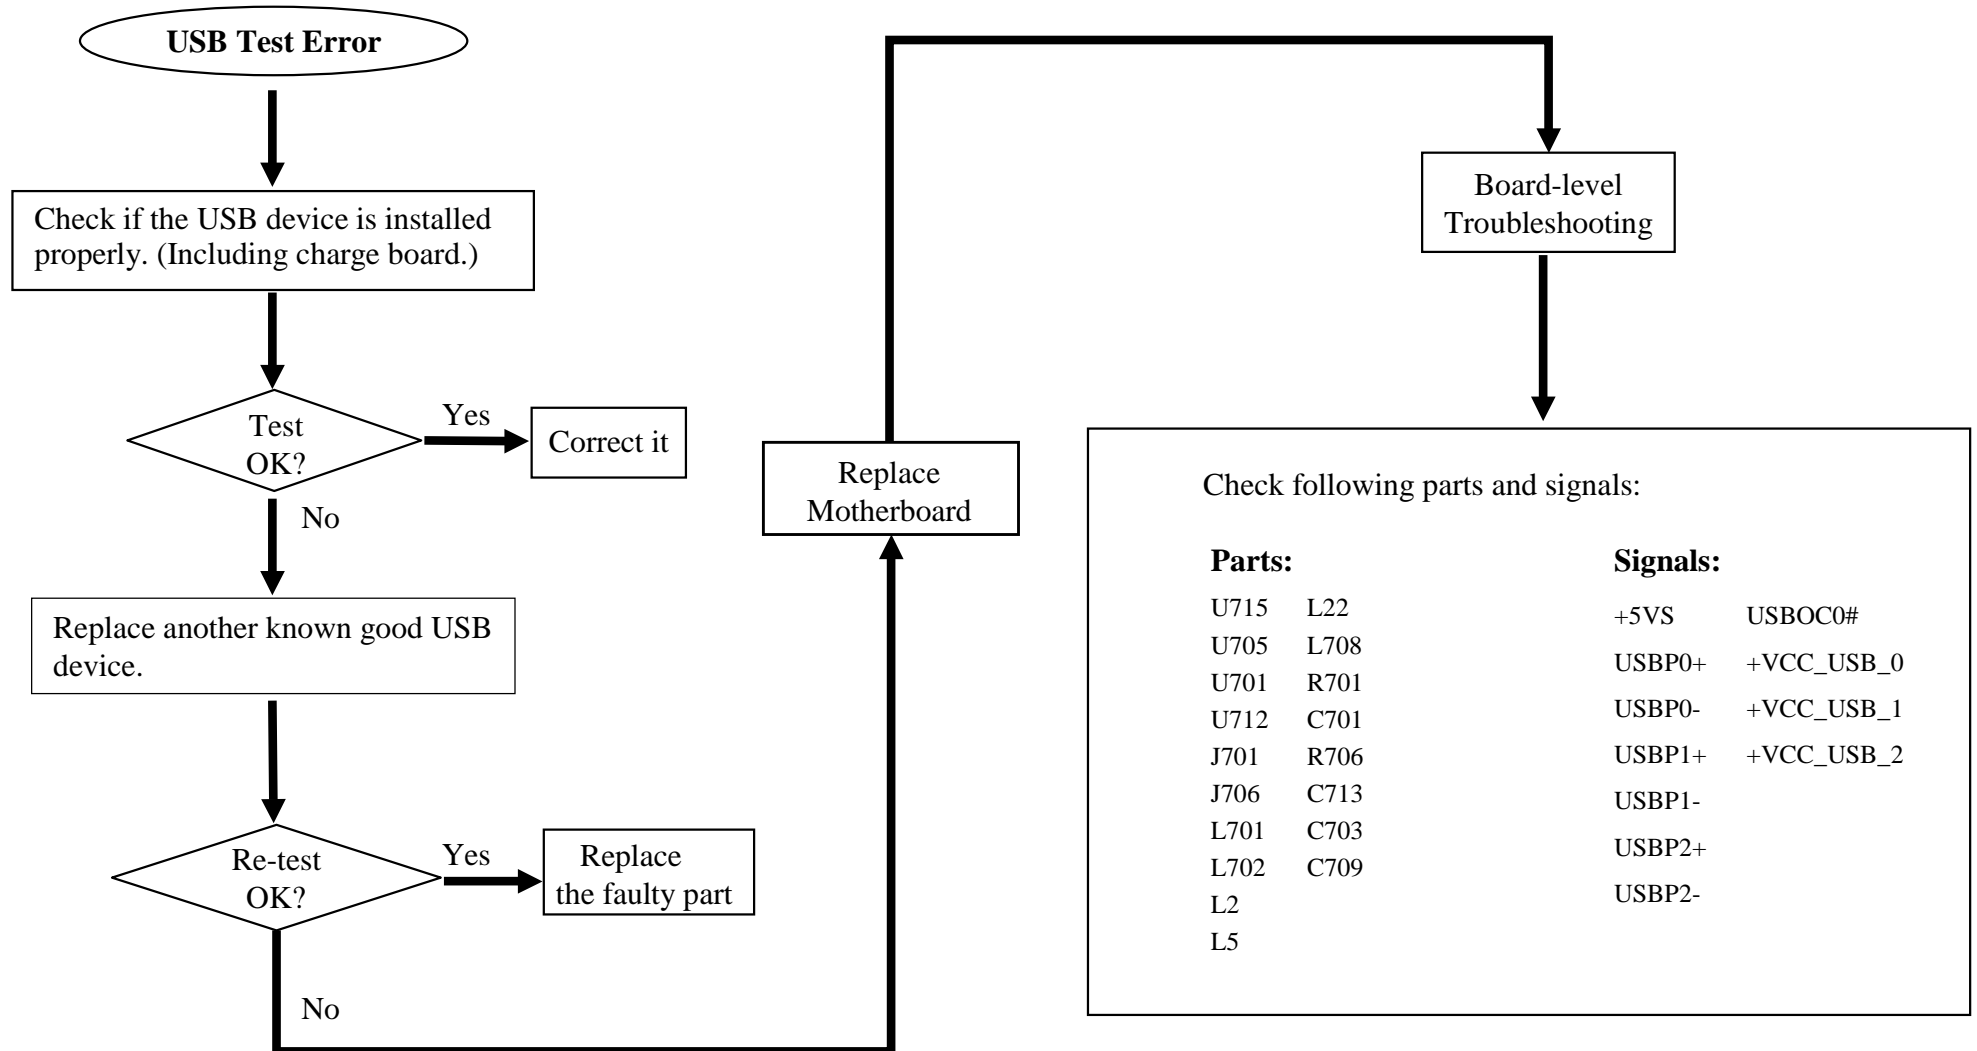 USB Test Error
Check if the USB device is installed
properly. (Including charge board.)
Test
OK?
Yes
Correct it
No
Replace another known good USB
device.
Re-test
OK?
Yes
Replace
the faulty part
No
Replace
Motherboard
Board-level
Troubleshooting
Check following parts and signals:
Parts:
U715 L22
U705 L708
U701 R701
U712 C701
J701 R706
J706 C713
L701 C703
L702 C709
L2
L5
Signals:
+5VS USBOC0#
USBP0+ +VCC_USB_0
USBP0- +VCC_USB_1
USBP1+ +VCC_USB_2
USBP1-
USBP2+
USBP2-